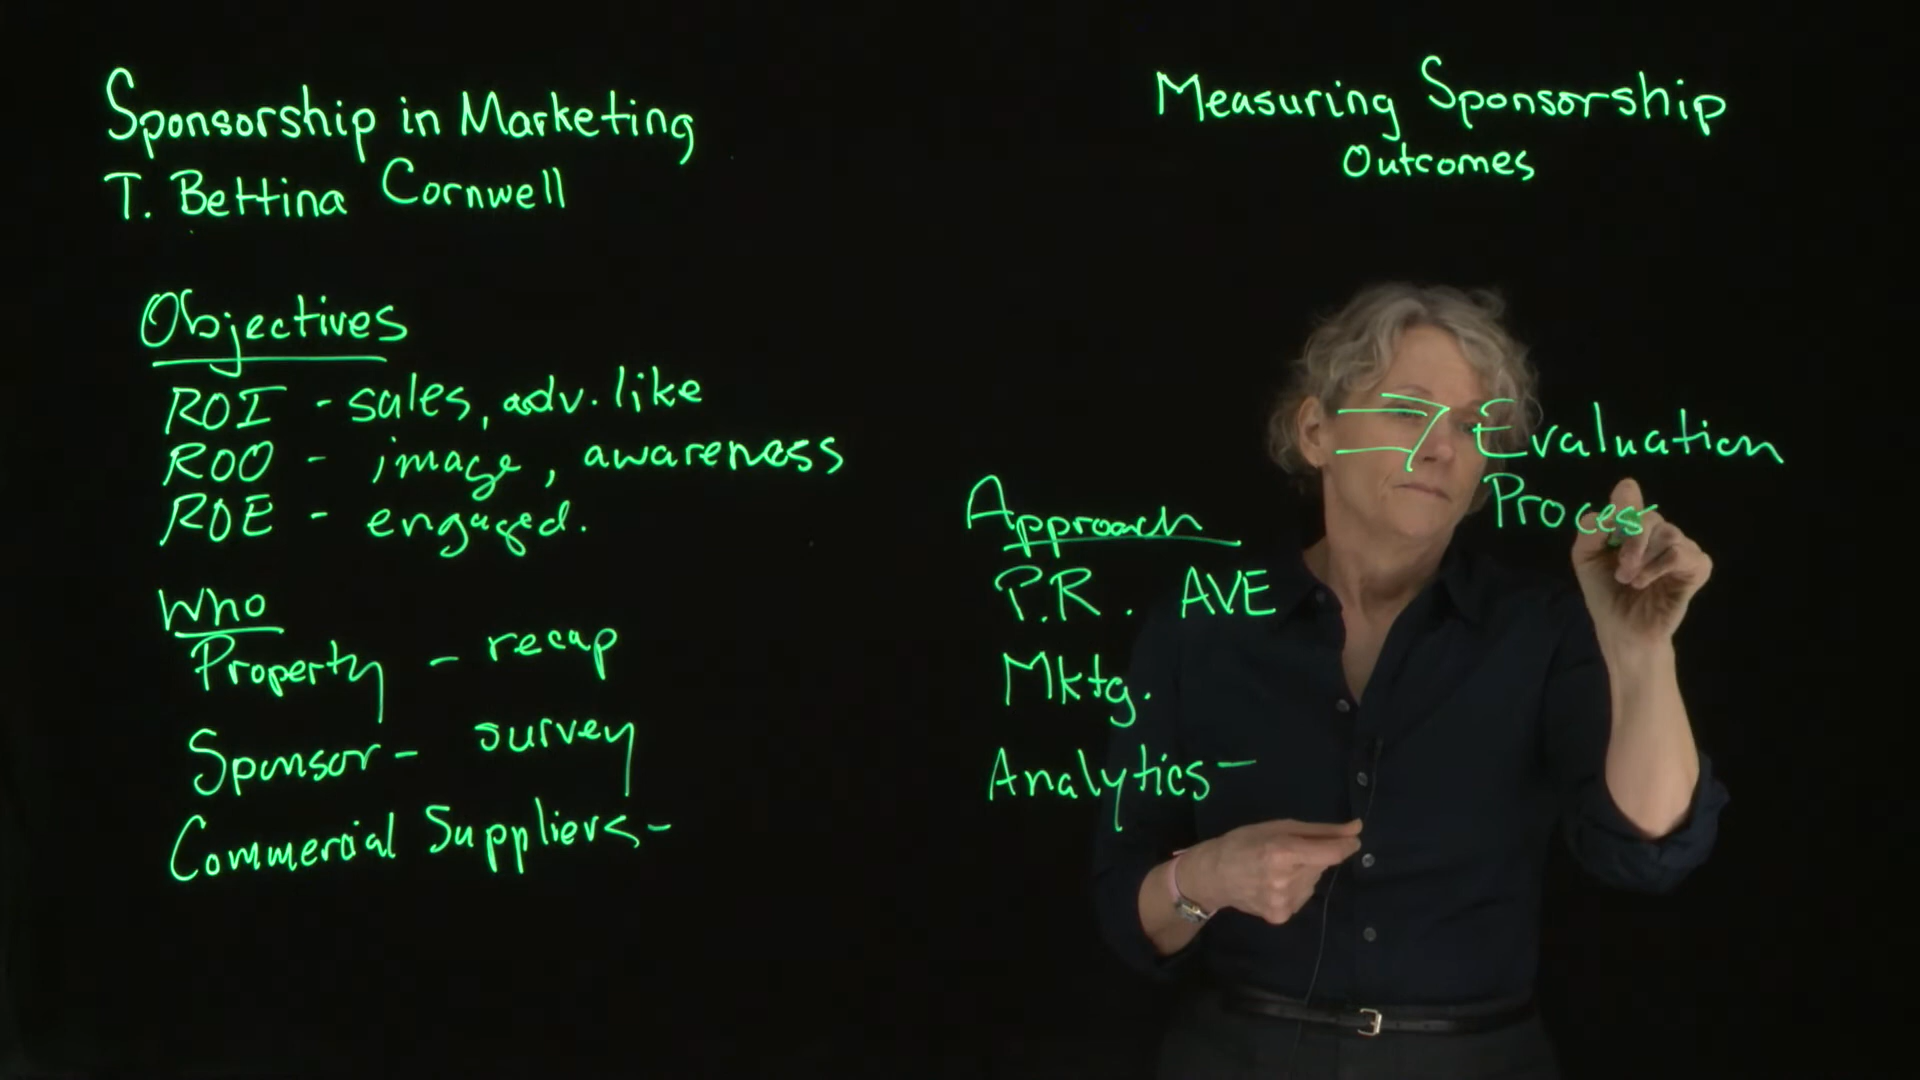 Sponsorship in Marketing
T. Bettina Cornwell
Objectives
ROI - sales, adv. like
ROO - image, awareness
ROE - engaged.
Who
Property - recap
Sponsor - survey
Commercial Suppliers -
Measuring Sponsorship
Outcomes
Approach
P.R. AVE
Mktg.
Analytics -
Evaluation
Proces